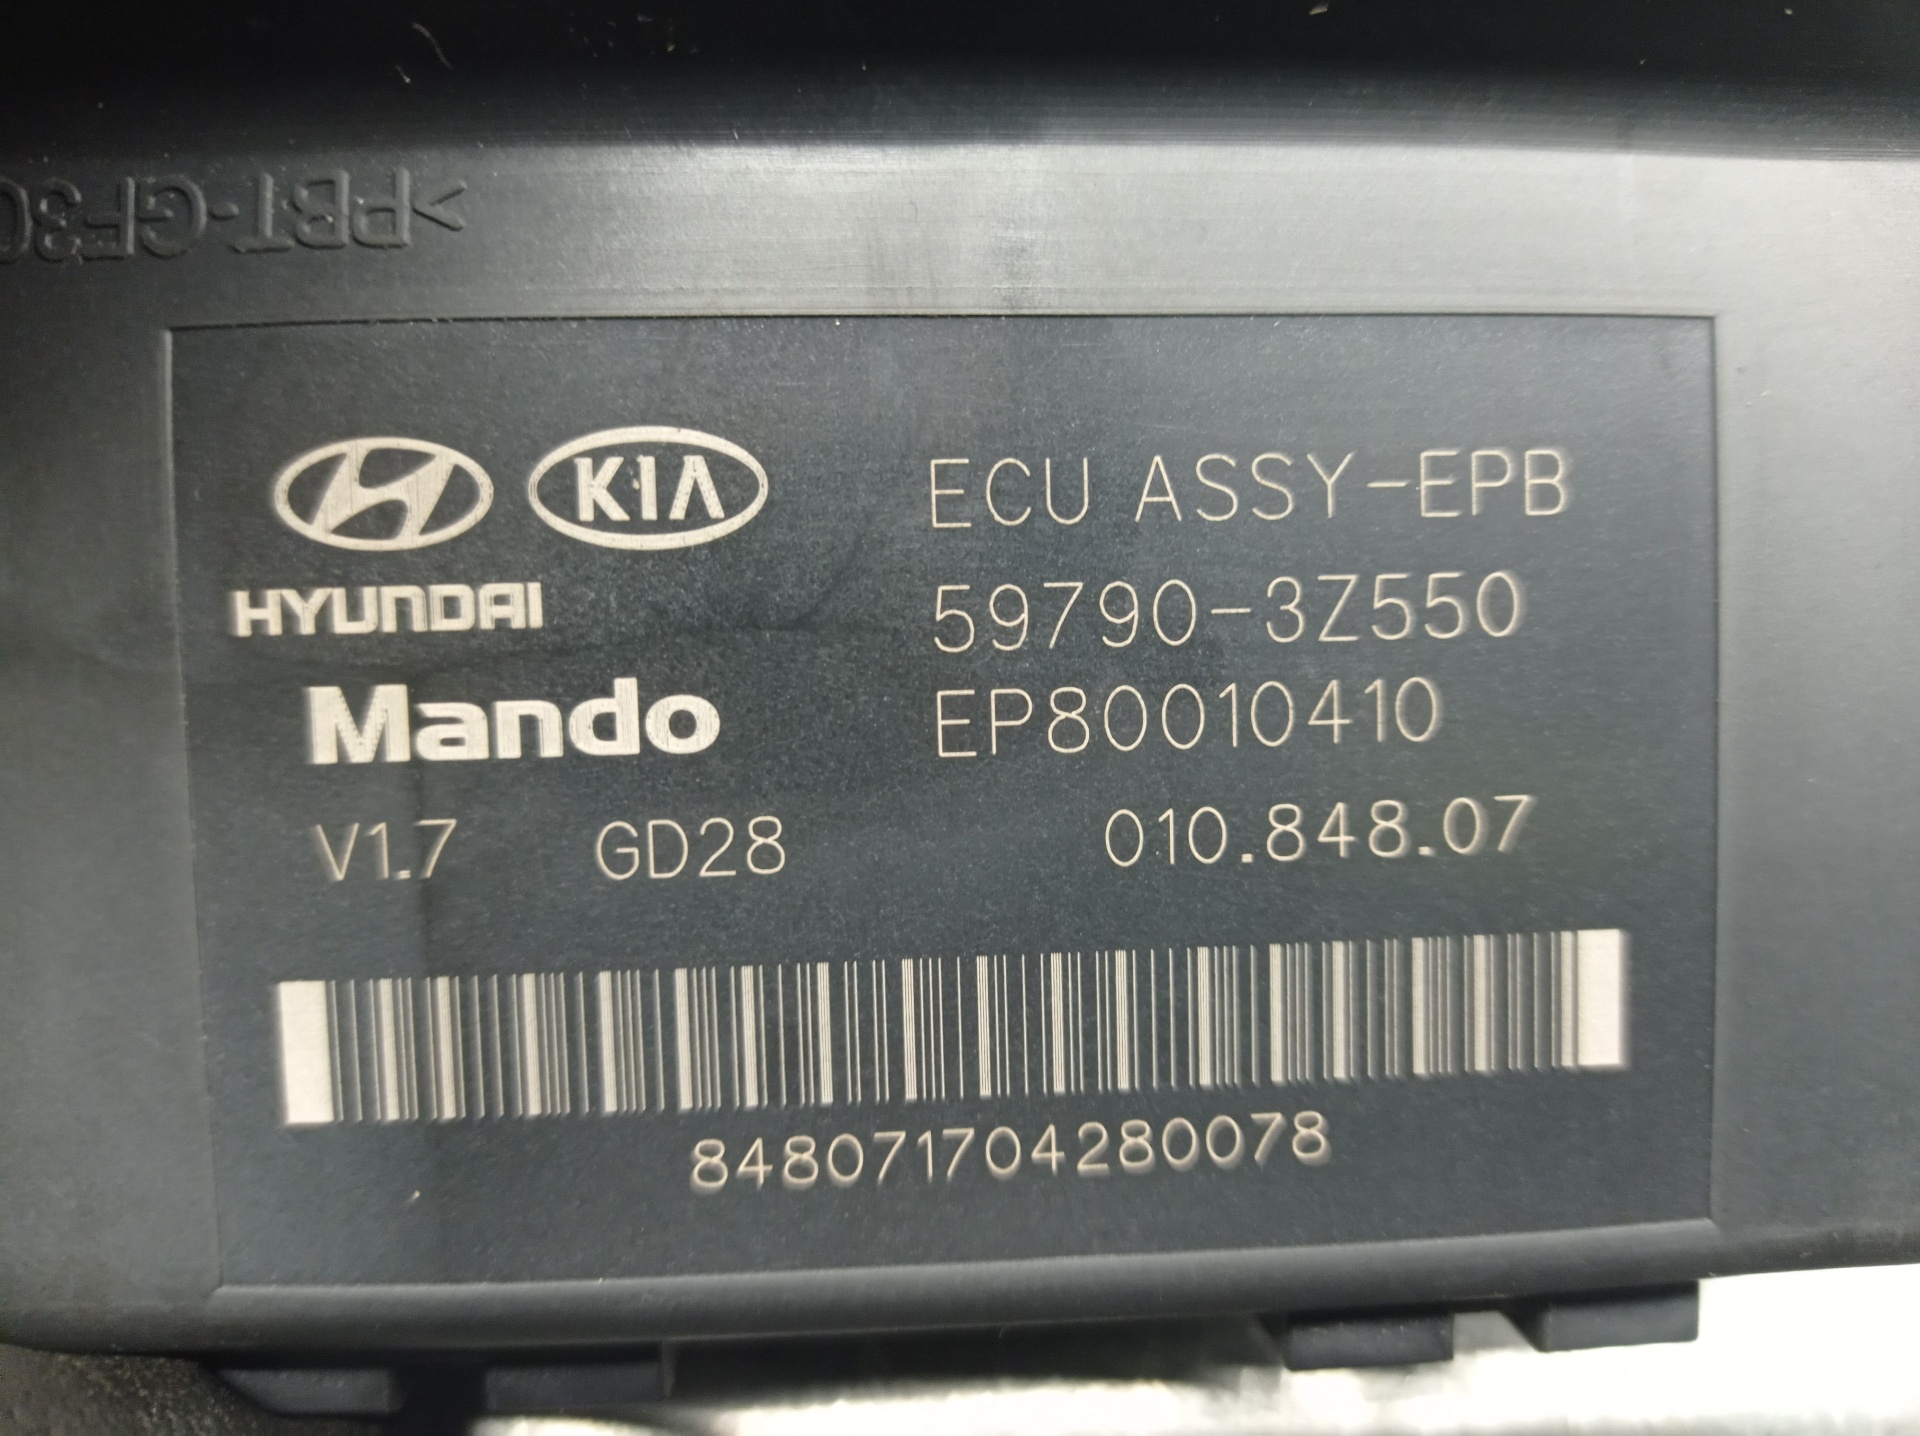 >PBT-GF30
KIA ECU ASSY-EPB
HYUNDAI 59790-3Z550
Mando EP80010410
V1.7 GD28 010.848.07
848071704280078